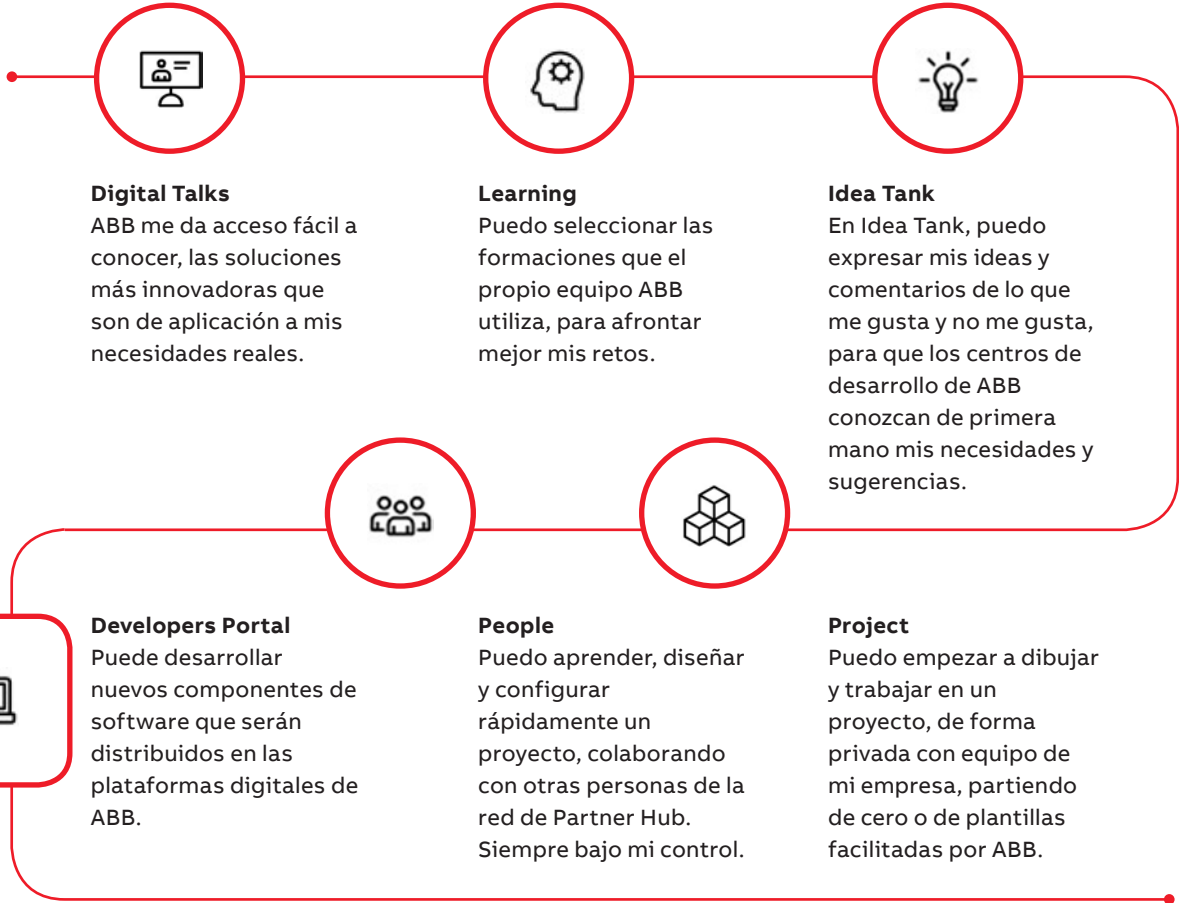 Digital Talks
ABB me da acceso fácil a
conocer, las soluciones
más innovadoras que
son de aplicación a mis
necesidades reales.
Learning
Puedo seleccionar las
formaciones que el
propio equipo ABB
utiliza, para afrontar
mejor mis retos.
Idea Tank
En Idea Tank, puedo
expresar mis ideas y
comentarios de lo que
me gusta y no me gusta,
para que los centros de
desarrollo de ABB
conozcan de primera
mano mis necesidades y
sugerencias.
Developers Portal
Puede desarrollar
nuevos componentes de
software que serán
distribuidos en las
plataformas digitales de
ABB.
People
Puedo aprender, diseñar
y configurar
rápidamente un
proyecto, colaborando
con otras personas de la
red de Partner Hub.
Siempre bajo mi control.
Project
Puedo empezar a dibujar
y trabajar en un
proyecto, de forma
privada con equipo de
mi empresa, partiendo
de cero o de plantillas
facilitadas por ABB.